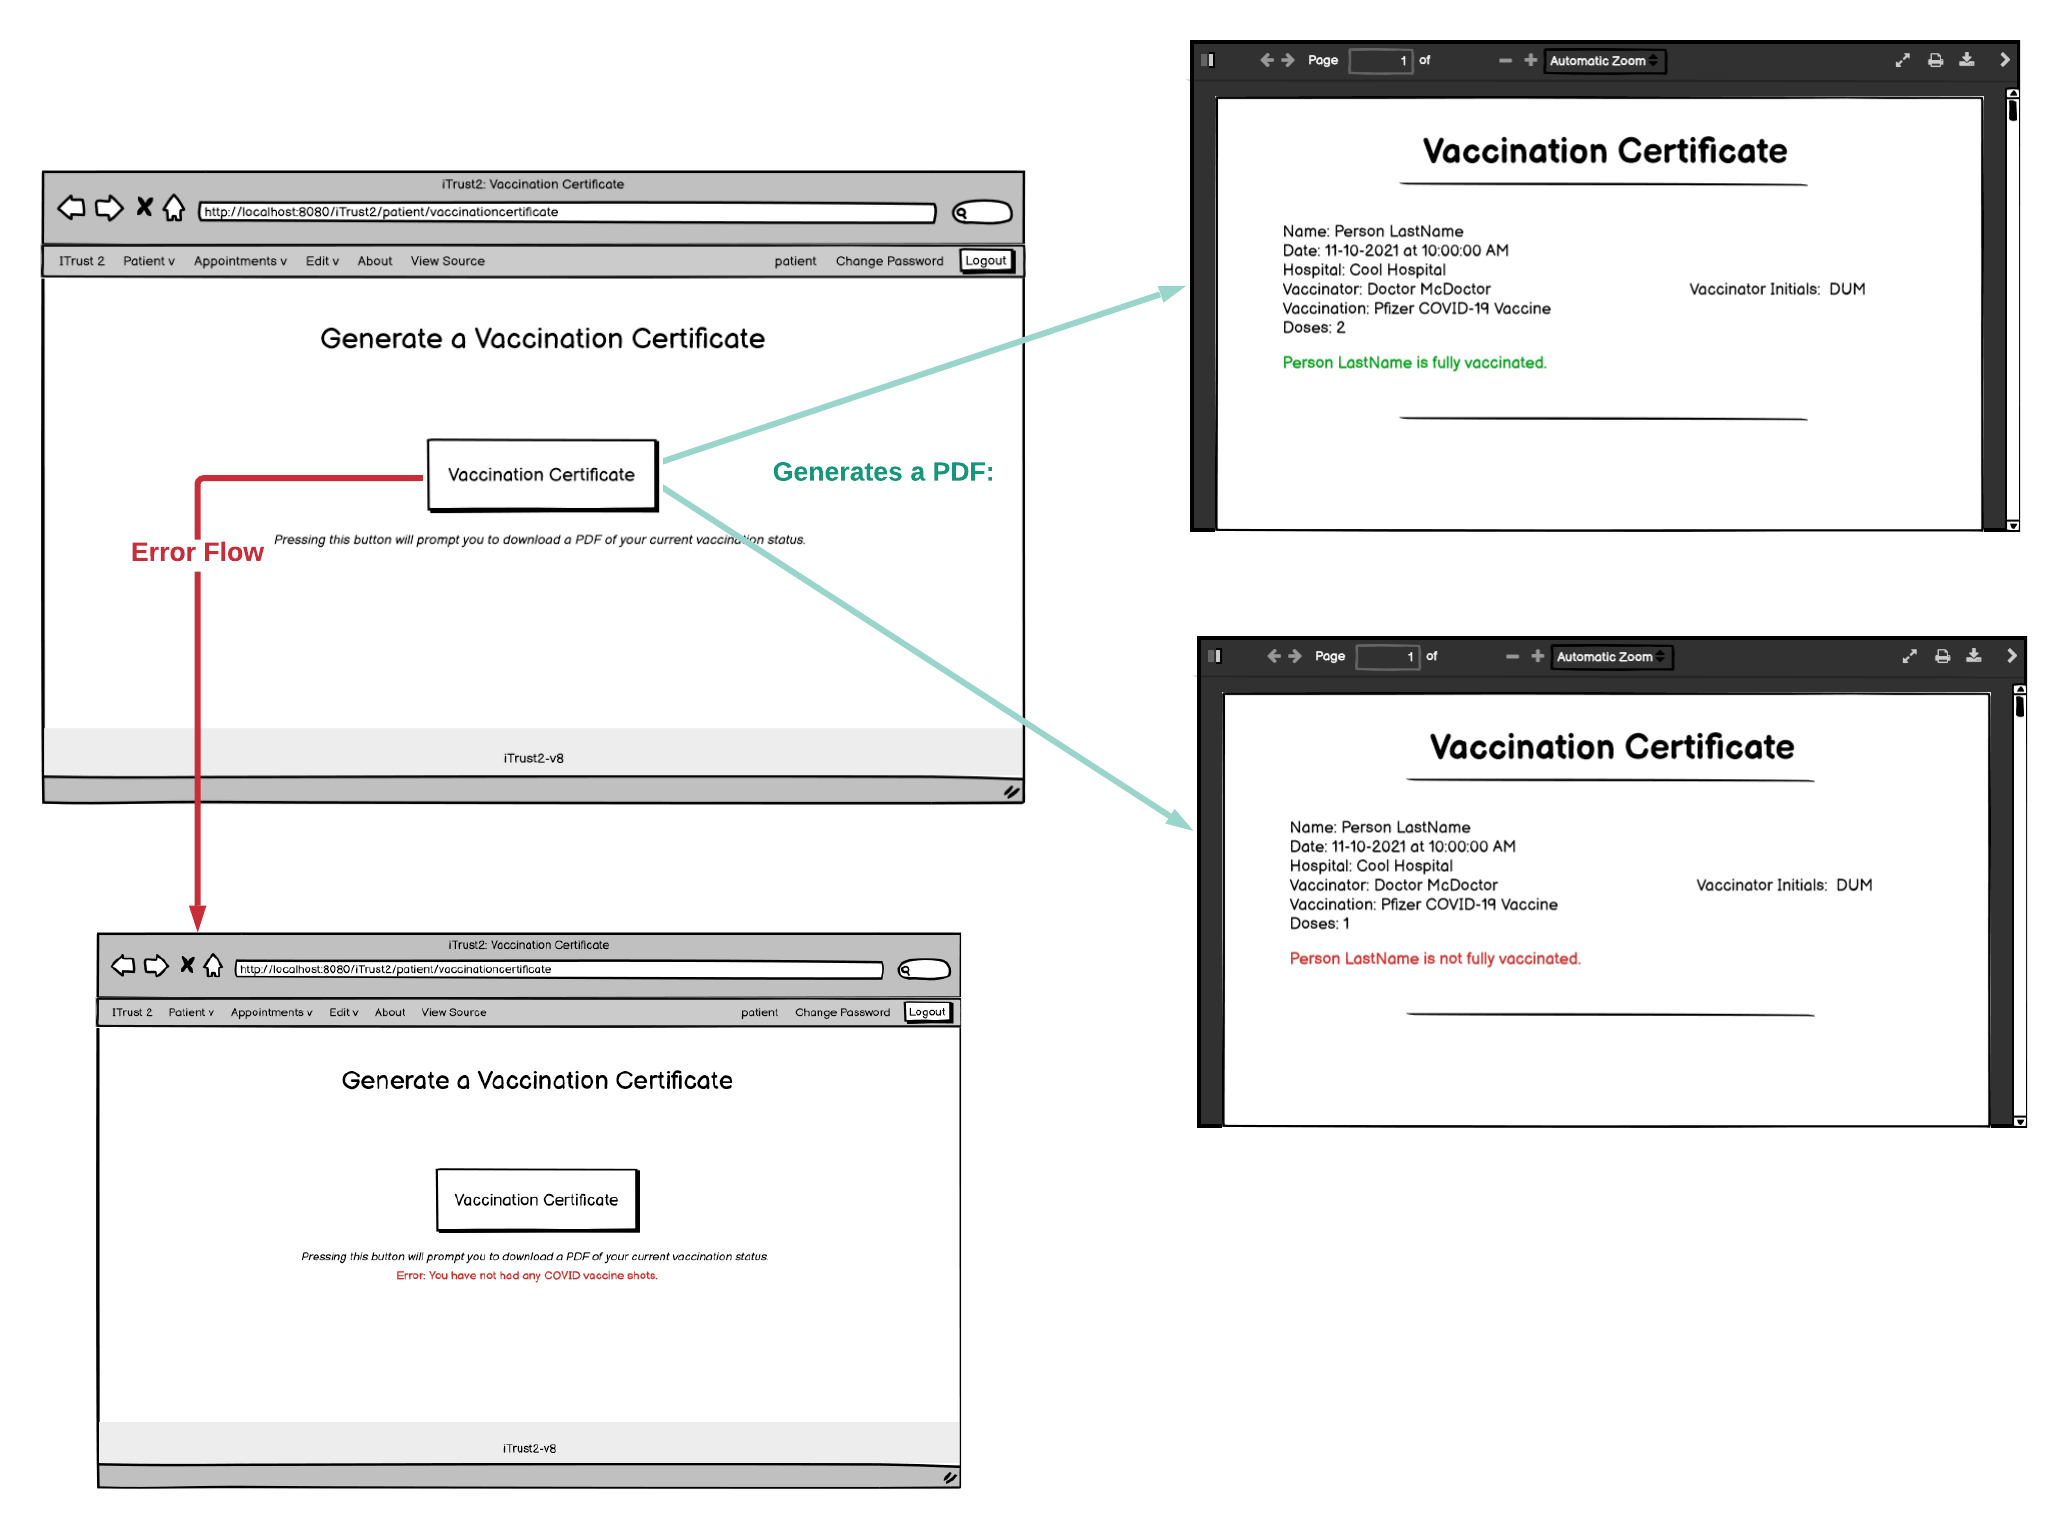 iTrust2: Vaccination Certificate
http://localhost:8080/iTrust2/patient/vaccinationcertificate
ITrust 2 Patient v Appointments v Edit v About View Source patient Change Password Logout
Generate a Vaccination Certificate
Vaccination Certificate
Pressing this button will prompt you to download a PDF of your current vaccination status.
iTrust2-v8
Error Flow
Generates a PDF:
Page 1 of Automatic Zoom
Vaccination Certificate
Name: Person LastName
Date: 11-10-2021 at 10:00:00 AM
Hospital: Cool Hospital
Vaccinator: Doctor McDoctor Vaccinator Initials: DUM
Vaccination: Pfizer COVID-19 Vaccine
Doses: 2
Person LastName is fully vaccinated.
Page 1 of Automatic Zoom
Vaccination Certificate
Name: Person LastName
Date: 11-10-2021 at 10:00:00 AM
Hospital: Cool Hospital
Vaccinator: Doctor McDoctor Vaccinator Initials: DUM
Vaccination: Pfizer COVID-19 Vaccine
Doses: 1
Person LastName is not fully vaccinated.
iTrust2: Vaccination Certificate
http://localhost:8080/iTrust2/patient/vaccinationcertificate
ITrust 2 Patient v Appointments v Edit v About View Source patient Change Password Logout
Generate a Vaccination Certificate
Vaccination Certificate
Pressing this button will prompt you to download a PDF of your current vaccination status.
Error: You have not had any COVID vaccine shots.
iTrust2-v8